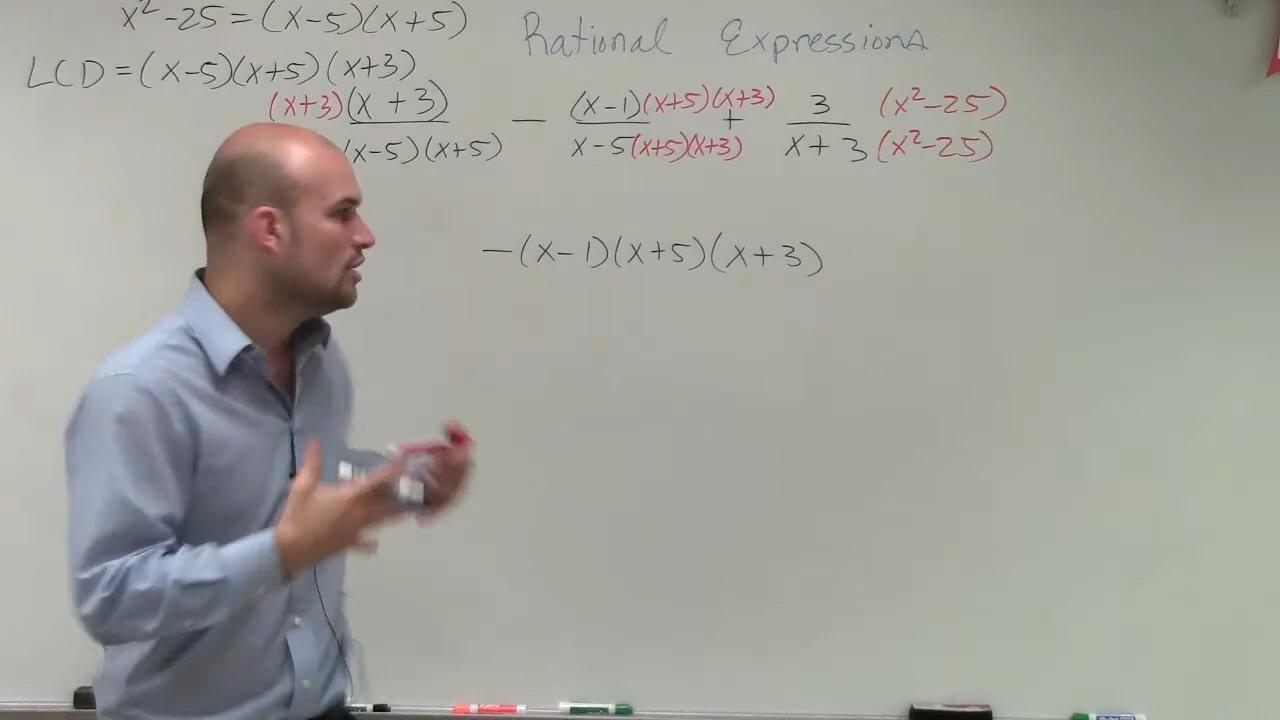 x² - 25 = (x-5)(x+5)
Rational Expressions
LCD = (x-5)(x+5)(x+3)
(x+3)(x + 3) — (x-1)(x+5)(x+3) + 3 (x²-25)
(x-5)(x+5) x-5(x+5)(x+3) x+3 (x²-25)
-(x-1)(x+5)(x+3)